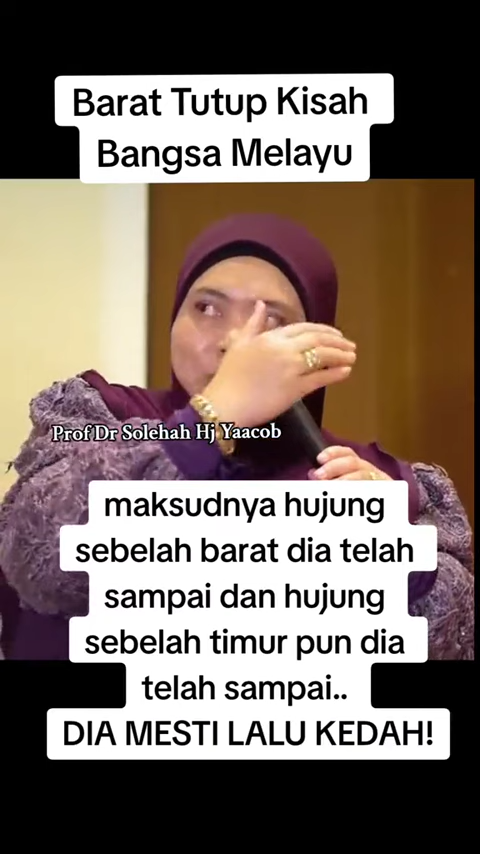 Barat Tutup Kisah
Bangsa Melayu
Prof Dr Solehah Hj Yaacob
maksudnya hujung
sebelah barat dia telah
sampai dan hujung
sebelah timur pun dia
telah sampai..
DIA MESTI LALU KEDAH!